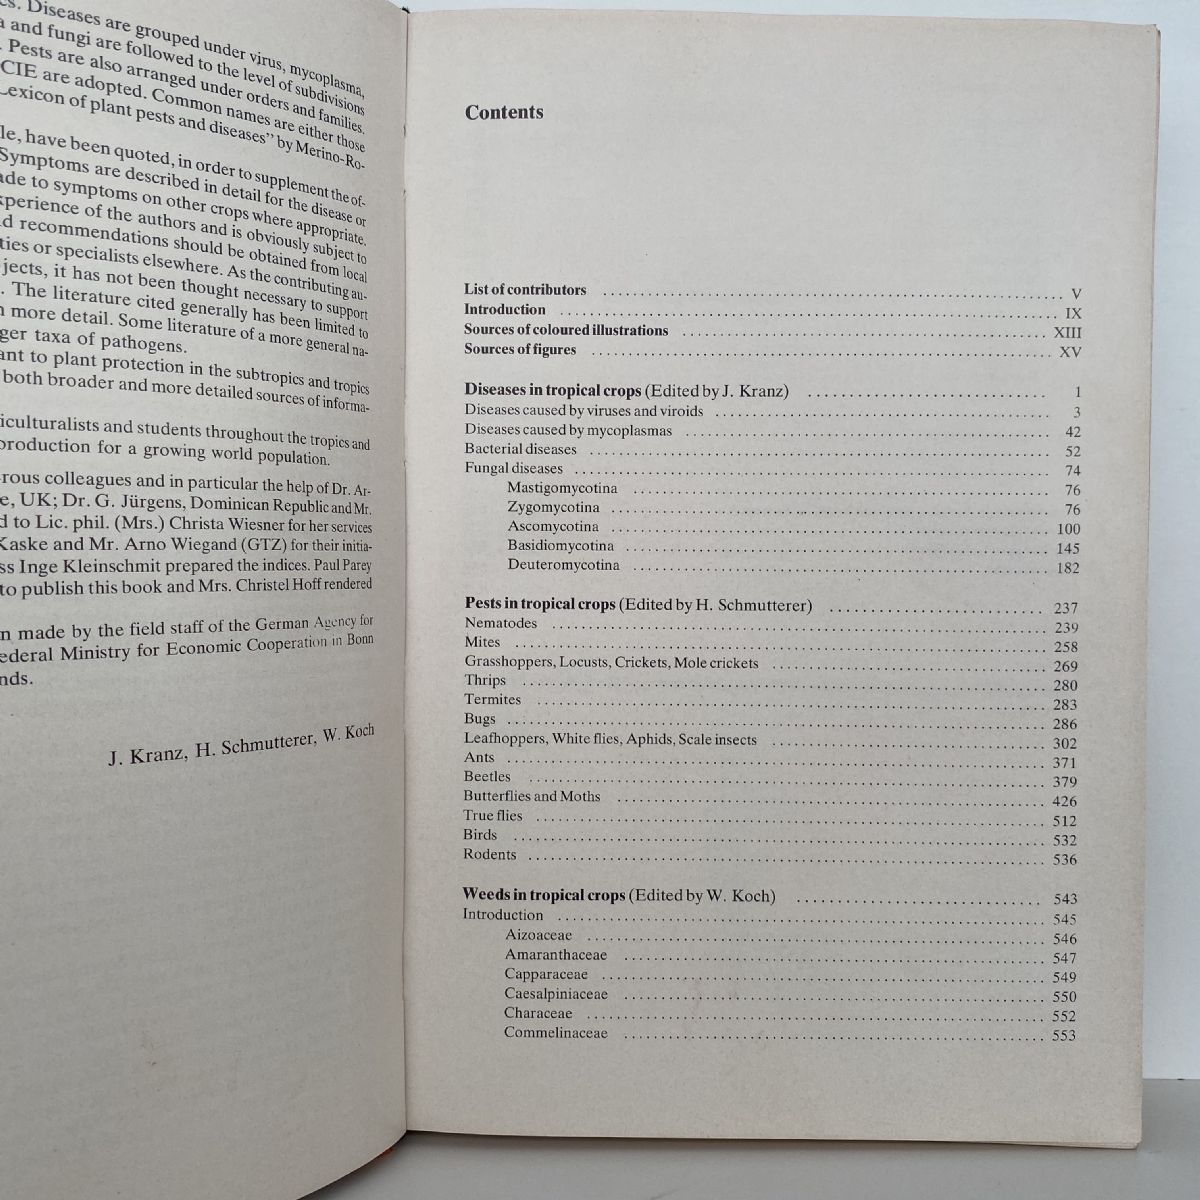 s. Diseases are grouped under virus, mycoplasma,
a and fungi are followed to the level of subdivisions
. Pests are also arranged under orders and families.
CIE are adopted. Common names are either those
Lexicon of plant pests and diseases” by Merino-Ro-
le, have been quoted, in order to supplement the of-
Symptoms are described in detail for the disease or
ade to symptoms on other crops where appropriate.
xperience of the authors and is obviously subject to
d recommendations should be obtained from local
ties or specialists elsewhere. As the contributing au-
jects, it has not been thought necessary to support
. The literature cited generally has been limited to
n more detail. Some literature of a more general na-
ger taxa of pathogens.
ant to plant protection in the subtropics and tropics
both broader and more detailed sources of informa-
iculturalists and students throughout the tropics and
production for a growing world population.
rous colleagues and in particular the help of Dr. Ar-
e, UK; Dr. G. Jürgens, Dominican Republic and Mr.
d to Lic. phil. (Mrs.) Christa Wiesner for her services
Kaske and Mr. Arno Wiegand (GTZ) for their initia-
ss Inge Kleinschmit prepared the indices. Paul Parey
to publish this book and Mrs. Christel Hoff rendered
n made by the field staff of the German Agency for
ederal Ministry for Economic Cooperation in Bonn
nds.
J. Kranz, H. Schmutterer, W. Koch
Contents
List of contributors ........ V
Introduction ........ IX
Sources of coloured illustrations ........ XIII
Sources of figures ........ XV
Diseases in tropical crops (Edited by J. Kranz) ........ 1
Diseases caused by viruses and viroids ........ 3
Diseases caused by mycoplasmas ........ 42
Bacterial diseases ........ 52
Fungal diseases ........ 74
Mastigomycotina ........ 76
Zygomycotina ........ 76
Ascomycotina ........ 100
Basidiomycotina ........ 145
Deuteromycotina ........ 182
Pests in tropical crops (Edited by H. Schmutterer) ........ 237
Nematodes ........ 239
Mites ........ 258
Grasshoppers, Locusts, Crickets, Mole crickets ........ 269
Thrips ........ 280
Termites ........ 283
Bugs ........ 286
Leafhoppers, White flies, Aphids, Scale insects ........ 302
Ants ........ 371
Beetles ........ 379
Butterflies and Moths ........ 426
True flies ........ 512
Birds ........ 532
Rodents ........ 536
Weeds in tropical crops (Edited by W. Koch) ........ 543
Introduction ........ 545
Aizoaceae ........ 546
Amaranthaceae ........ 547
Capparaceae ........ 549
Caesalpiniaceae ........ 550
Characeae ........ 552
Commelinaceae ........ 553